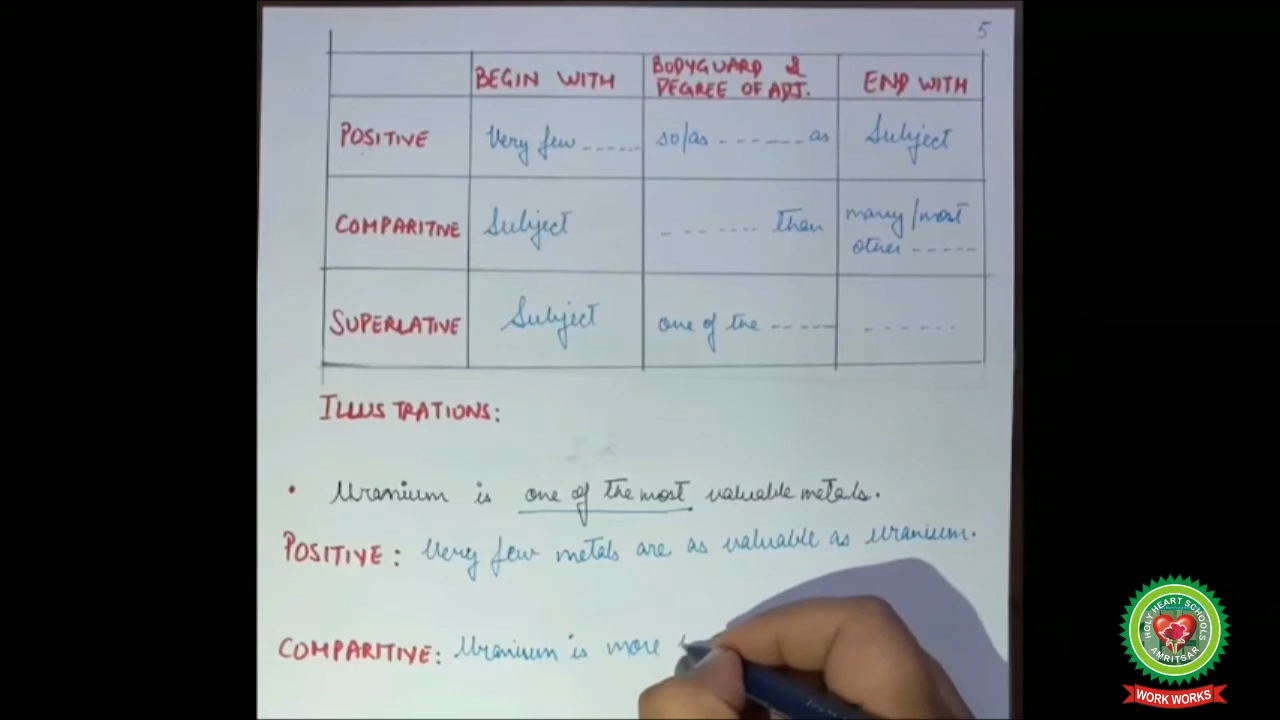 5
BEGIN WITH BODYGUARD & DEGREE OF ADJ. END WITH
POSITIVE Very few ----- so/as ------- as Subject
COMPARITIVE Subject ------- than many/most other -----
SUPERLATIVE Subject one of the ----- ------
ILLUSTRATIONS:
• Uranium is one of the most valuable metals.
POSITIVE: Very few metals are as valuable as uranium.
COMPARITIVE: Uranium is more
HOLY HEART SCHOOLS
AMRITSAR
WORK WORKS